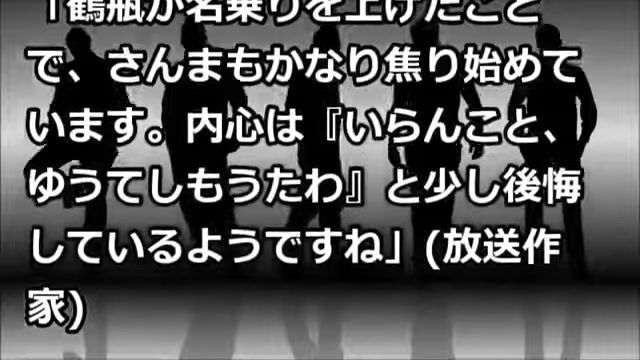 「鶴瓶が名乗りを上げたこと
で、さんまもかなり焦り始めて
います。内心は『いらんこと、
ゆうてしもうたわ』と少し後悔
しているようですね」(放送作
家)